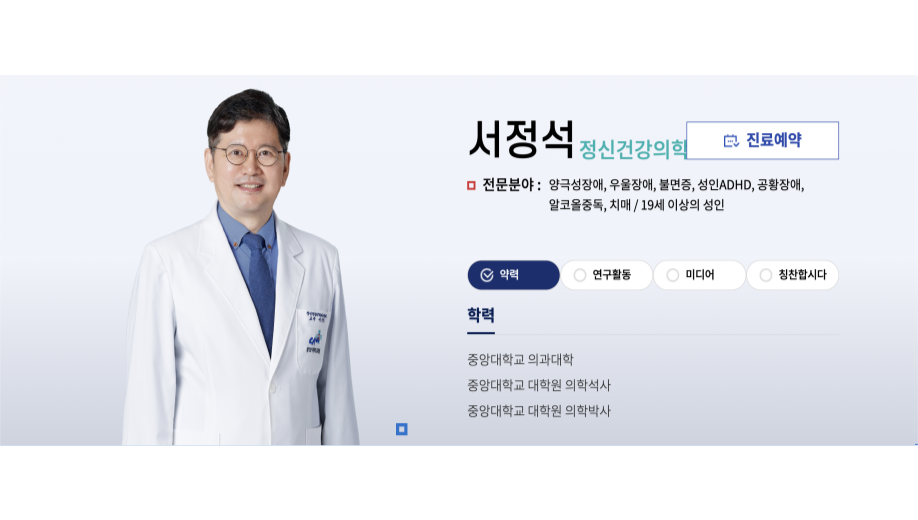 서정석 정신건강의학
진료예약
전문분야 : 양극성장애, 우울장애, 불면증, 성인ADHD, 공황장애,
알코올중독, 치매 / 19세 이상의 성인
약력
연구활동
미디어
칭찬합시다
학력
중앙대학교 의과대학
중앙대학교 대학원 의학석사
중앙대학교 대학원 의학박사